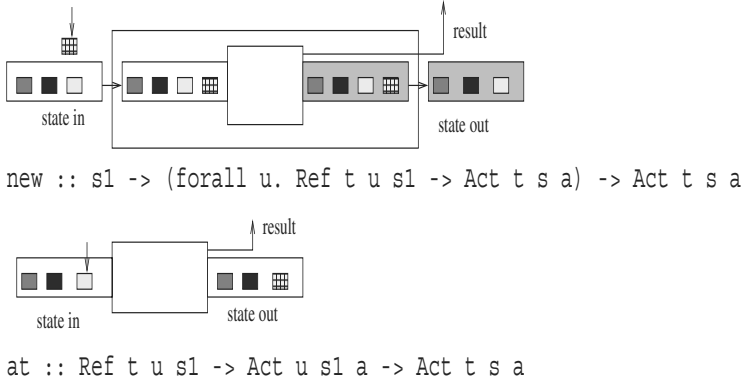 result
state in
state out
new :: s1 -> (forall u. Ref t u s1 -> Act t s a) -> Act t s a
result
state in
state out
at :: Ref t u s1 -> Act u s1 a -> Act t s a